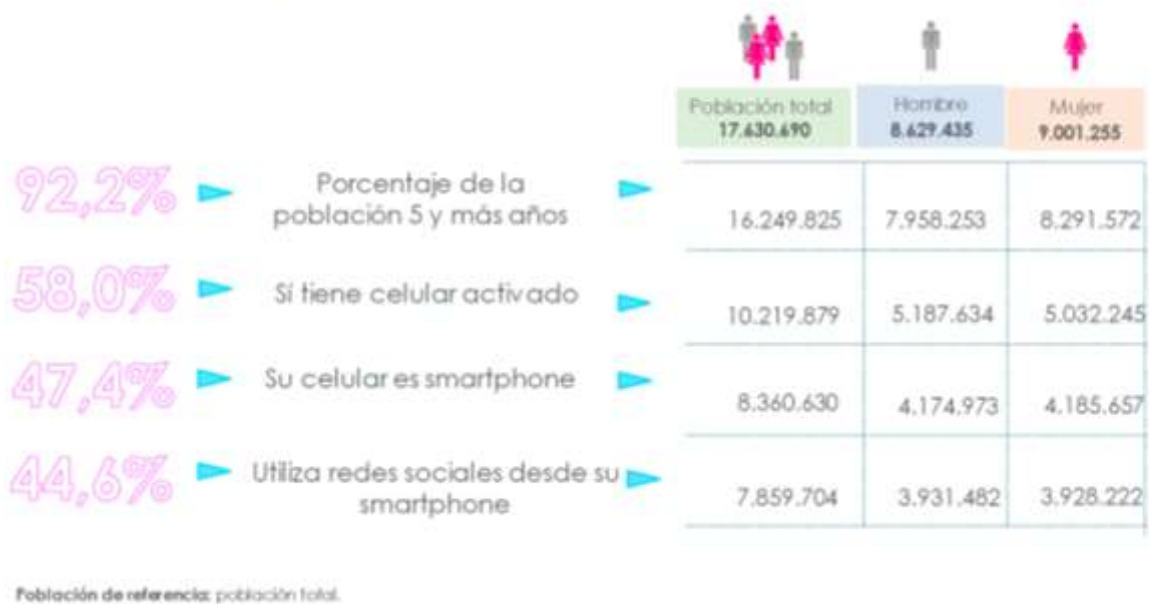 Población total
17.630.690
Hombre
8.629.435
Mujer
9.001.255
92,2%
Porcentaje de la
población 5 y más años
16.249.825 7.958.253 8.291.572
58,0%
Sí tiene celular activado
10.219.879 5.187.634 5.032.245
47,4%
Su celular es smartphone
8.360.630 4.174.973 4.185.657
44,6%
Utiliza redes sociales desde su
smartphone
7.859.704 3.931.482 3.928.222
Población de referencia: población total.